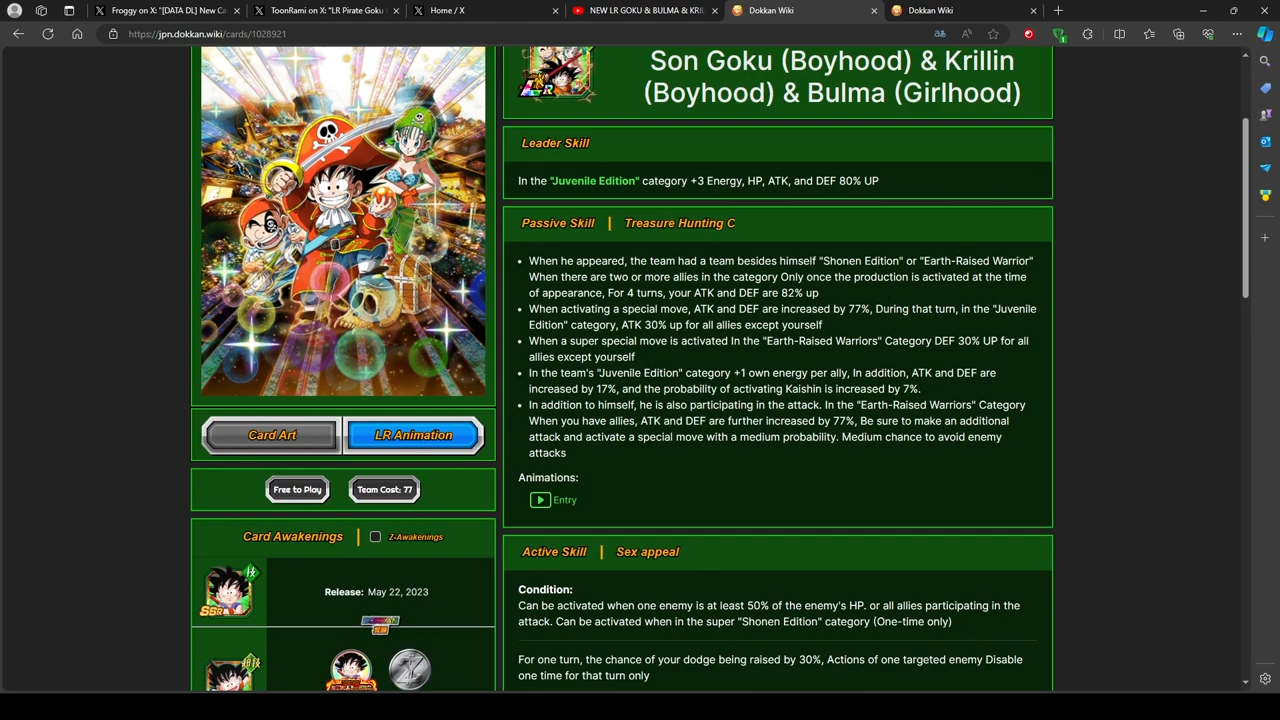 Froggy on X: "[DATA DL] New Ca
ToonRami on X: "LR Pirate Goku
Home / X
NEW LR GOKU & BULMA & KRIL
Dokkan Wiki
Dokkan Wiki
https://jpn.dokkan.wiki/cards/1028921
Son Goku (Boyhood) & Krillin
(Boyhood) & Bulma (Girlhood)
LR
Leader Skill
In the "Juvenile Edition" category +3 Energy, HP, ATK, and DEF 80% UP
Passive Skill | Treasure Hunting C
When he appeared, the team had a team besides himself "Shonen Edition" or "Earth-Raised Warrior"
When there are two or more allies in the category Only once the production is activated at the time
of appearance, For 4 turns, your ATK and DEF are 82% up
When activating a special move, ATK and DEF are increased by 77%, During that turn, in the "Juvenile
Edition" category, ATK 30% up for all allies except yourself
When a super special move is activated In the "Earth-Raised Warriors" Category DEF 30% UP for all
allies except yourself
In the team's "Juvenile Edition" category +1 own energy per ally, In addition, ATK and DEF are
increased by 17%, and the probability of activating Kaishin is increased by 7%.
In addition to himself, he is also participating in the attack. In the "Earth-Raised Warriors" Category
When you have allies, ATK and DEF are further increased by 77%, Be sure to make an additional
attack and activate a special move with a medium probability. Medium chance to avoid enemy
attacks
Animations:
Entry
Card Art
LR Animation
Free to Play
Team Cost: 77
Card Awakenings | Z-Awakenings
技
SSR
Release: May 22, 2023
超技
Z
Active Skill | Sex appeal
Condition:
Can be activated when one enemy is at least 50% of the enemy's HP. or all allies participating in the
attack. Can be activated when in the super "Shonen Edition" category (One-time only)
For one turn, the chance of your dodge being raised by 30%, Actions of one targeted enemy Disable
one time for that turn only